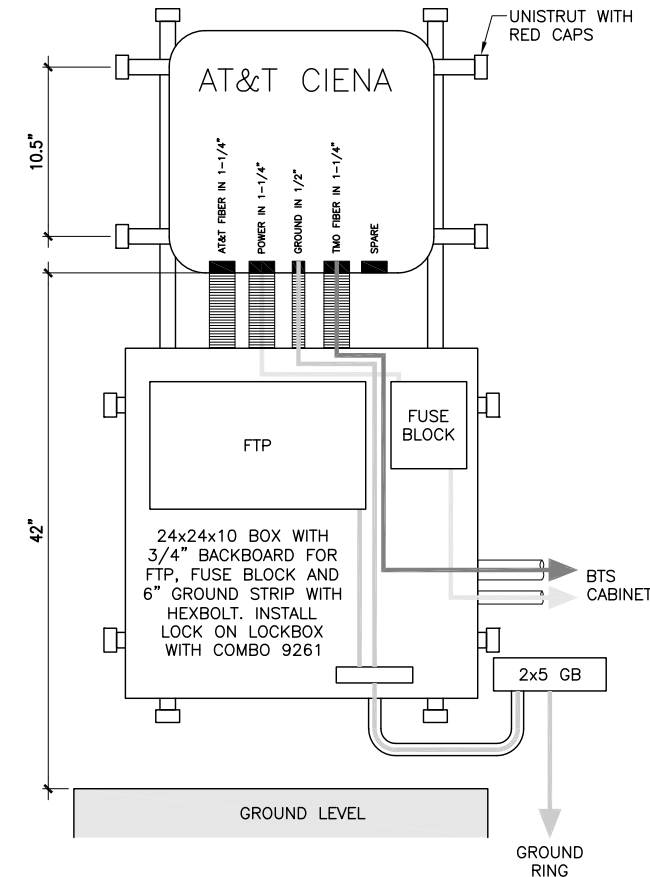 UNISTRUT WITH
RED CAPS
AT&T CIENA
10.5"
AT&T FIBER IN 1-1/4"
POWER IN 1-1/4"
GROUND IN 1/2"
TMO FIBER IN 1-1/4"
SPARE
FTP
FUSE
BLOCK
42"
24x24x10 BOX WITH
3/4" BACKBOARD FOR
FTP, FUSE BLOCK AND
6" GROUND STRIP WITH
HEXBOLT. INSTALL
LOCK ON LOCKBOX
WITH COMBO 9261
BTS
CABINET
2x5 GB
GROUND LEVEL
GROUND
RING